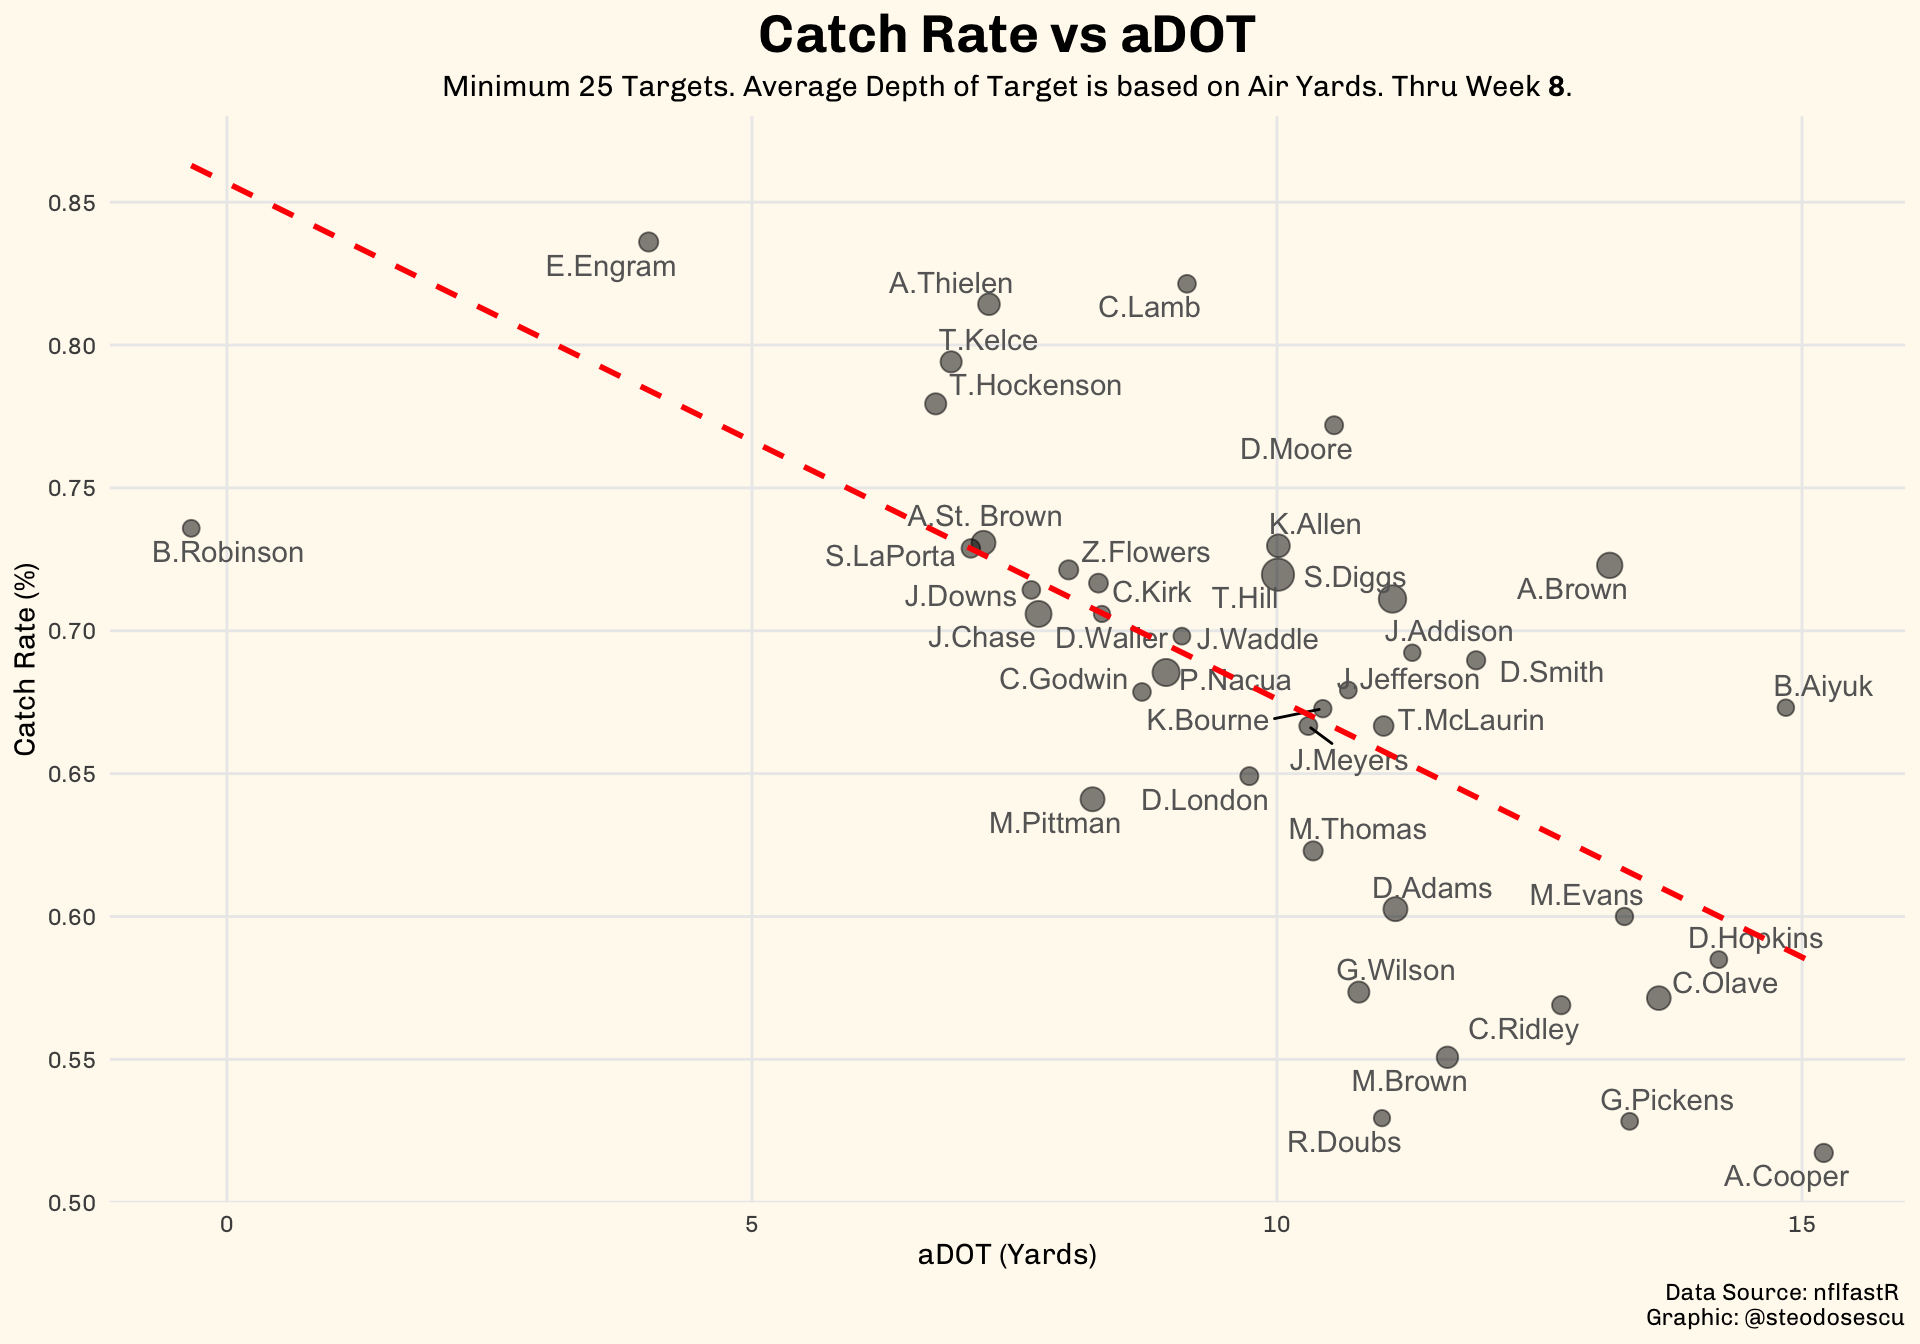 Catch Rate vs aDOT
Minimum 25 Targets. Average Depth of Target is based on Air Yards. Thru Week 8.
Catch Rate (%)
0.85
0.80
0.75
0.70
0.65
0.60
0.55
0.50
E.Engram
A.Thielen
C.Lamb
T.Kelce
T.Hockenson
D.Moore
A.St. Brown
K.Allen
B.Robinson
S.LaPorta
Z.Flowers
S.Diggs
A.Brown
J.Downs
C.Kirk
T.Hill
J.Chase
D.Waller
J.Waddle
J.Addison
C.Godwin
P.Nacua
J.Jefferson
D.Smith
B.Aiyuk
K.Bourne
T.McLaurin
J.Meyers
D.London
M.Pittman
M.Thomas
D.Adams
M.Evans
D.Hopkins
G.Wilson
C.Olave
C.Ridley
M.Brown
G.Pickens
R.Doubs
A.Cooper
0
5
10
15
aDOT (Yards)
Data Source: nflfastR
Graphic: @steodosescu